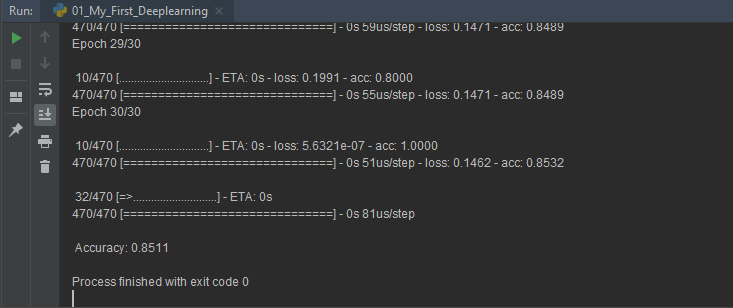 Run: 01_My_First_Deeplearning ×
470/470 [==============================] - 0s 59us/step - loss: 0.1471 - acc: 0.8489
Epoch 29/30
10/470 [..............................] - ETA: 0s - loss: 0.1991 - acc: 0.8000
470/470 [==============================] - 0s 55us/step - loss: 0.1471 - acc: 0.8489
Epoch 30/30
10/470 [..............................] - ETA: 0s - loss: 5.6321e-07 - acc: 1.0000
470/470 [==============================] - 0s 51us/step - loss: 0.1462 - acc: 0.8532
32/470 [=>............................] - ETA: 0s
470/470 [==============================] - 0s 81us/step
Accuracy: 0.8511
Process finished with exit code 0